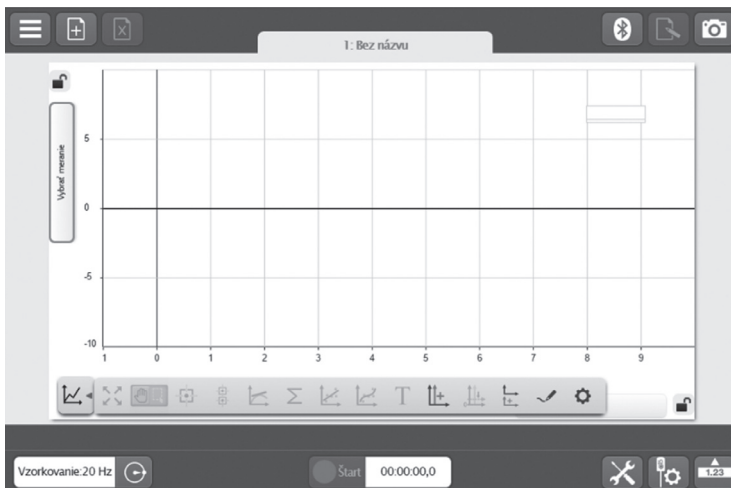 1: Bez názvu
Vybrať meranie
5
0
-5
-10
1 0 1 2 3 4 5 6 7 8 9
Σ T
Vzorkovanie:20 Hz
Štart
00:00:00,0
1.23